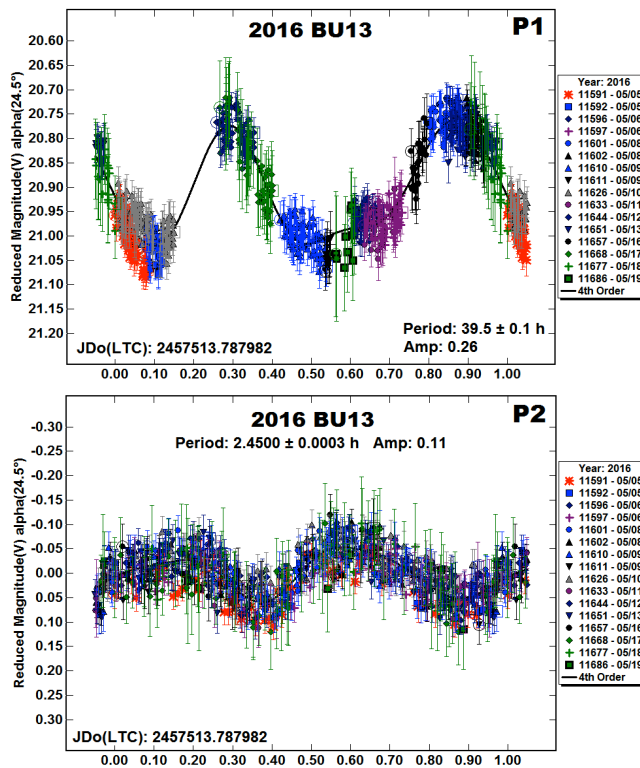 2016 BU13
P1
Reduced Magnitude(V) alpha(24.5°)
20.60
20.65
20.70
20.75
20.80
20.85
20.90
20.95
21.00
21.05
21.10
21.15
21.20
Period: 39.5 ± 0.1 h
JDo(LTC): 2457513.787982
Amp: 0.26
0.00 0.10 0.20 0.30 0.40 0.50 0.60 0.70 0.80 0.90 1.00
Year: 2016
11591 - 05/05
11592 - 05/05
11596 - 05/06
11597 - 05/06
11601 - 05/08
11602 - 05/08
11610 - 05/09
11611 - 05/09
11626 - 05/10
11633 - 05/11
11644 - 05/12
11651 - 05/13
11657 - 05/16
11668 - 05/17
11677 - 05/18
11686 - 05/19
4th Order
2016 BU13
P2
Period: 2.4500 ± 0.0003 h Amp: 0.11
Reduced Magnitude(V) alpha(24.5°)
-0.30
-0.25
-0.20
-0.15
-0.10
-0.05
0.00
0.05
0.10
0.15
0.20
0.25
0.30
JDo(LTC): 2457513.787982
0.00 0.10 0.20 0.30 0.40 0.50 0.60 0.70 0.80 0.90 1.00
Year: 2016
11591 - 05/05
11592 - 05/05
11596 - 05/06
11597 - 05/06
11601 - 05/08
11602 - 05/08
11610 - 05/09
11611 - 05/09
11626 - 05/10
11633 - 05/11
11644 - 05/12
11651 - 05/13
11657 - 05/16
11668 - 05/17
11677 - 05/18
11686 - 05/19
4th Order